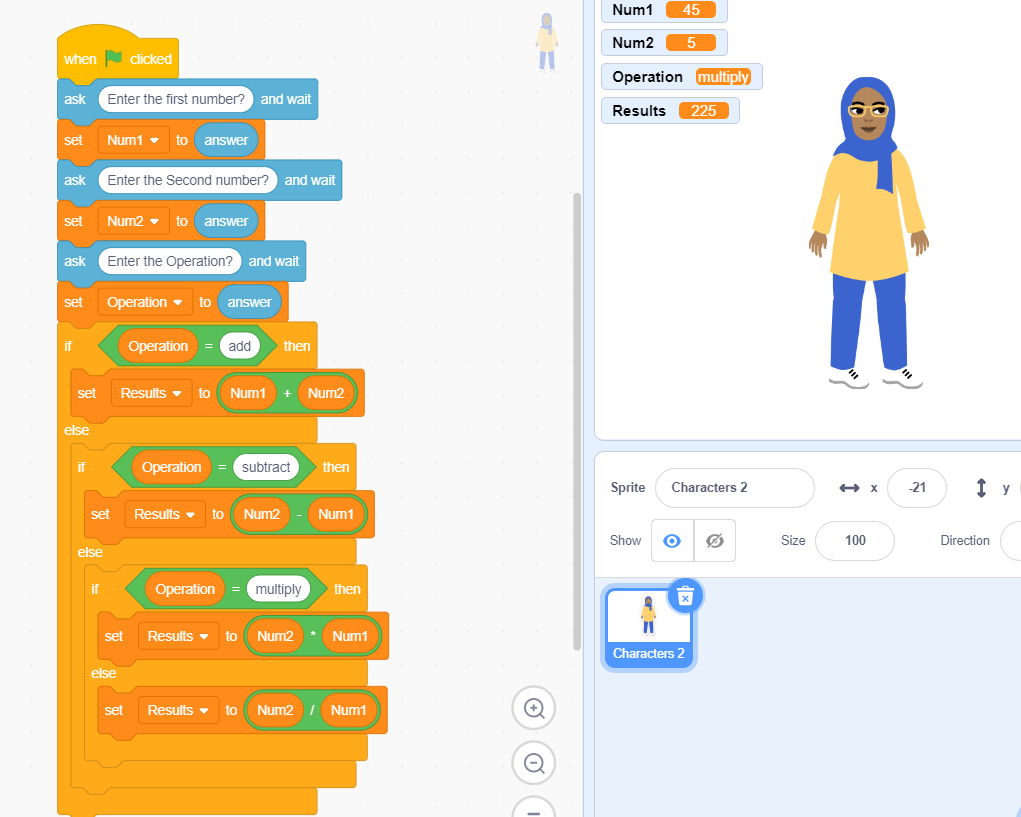 when clicked
ask Enter the first number? and wait
set Num1 to answer
ask Enter the Second number? and wait
set Num2 to answer
ask Enter the Operation? and wait
set Operation to answer
if Operation = add then
set Results to Num1 + Num2
else
if Operation = subtract then
set Results to Num2 - Num1
else
if Operation = multiply then
set Results to Num2 * Num1
else
set Results to Num2 / Num1
Num1 45
Num2 5
Operation multiply
Results 225
Sprite Characters 2 x -21 y
Show Size 100 Direction
Characters 2